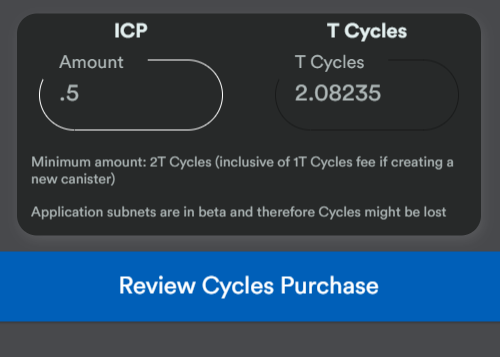 ICP T Cycles
Amount T Cycles
.5 2.08235
Minimum amount: 2T Cycles (inclusive of 1T Cycles fee if creating a
new canister)
Application subnets are in beta and therefore Cycles might be lost
Review Cycles Purchase